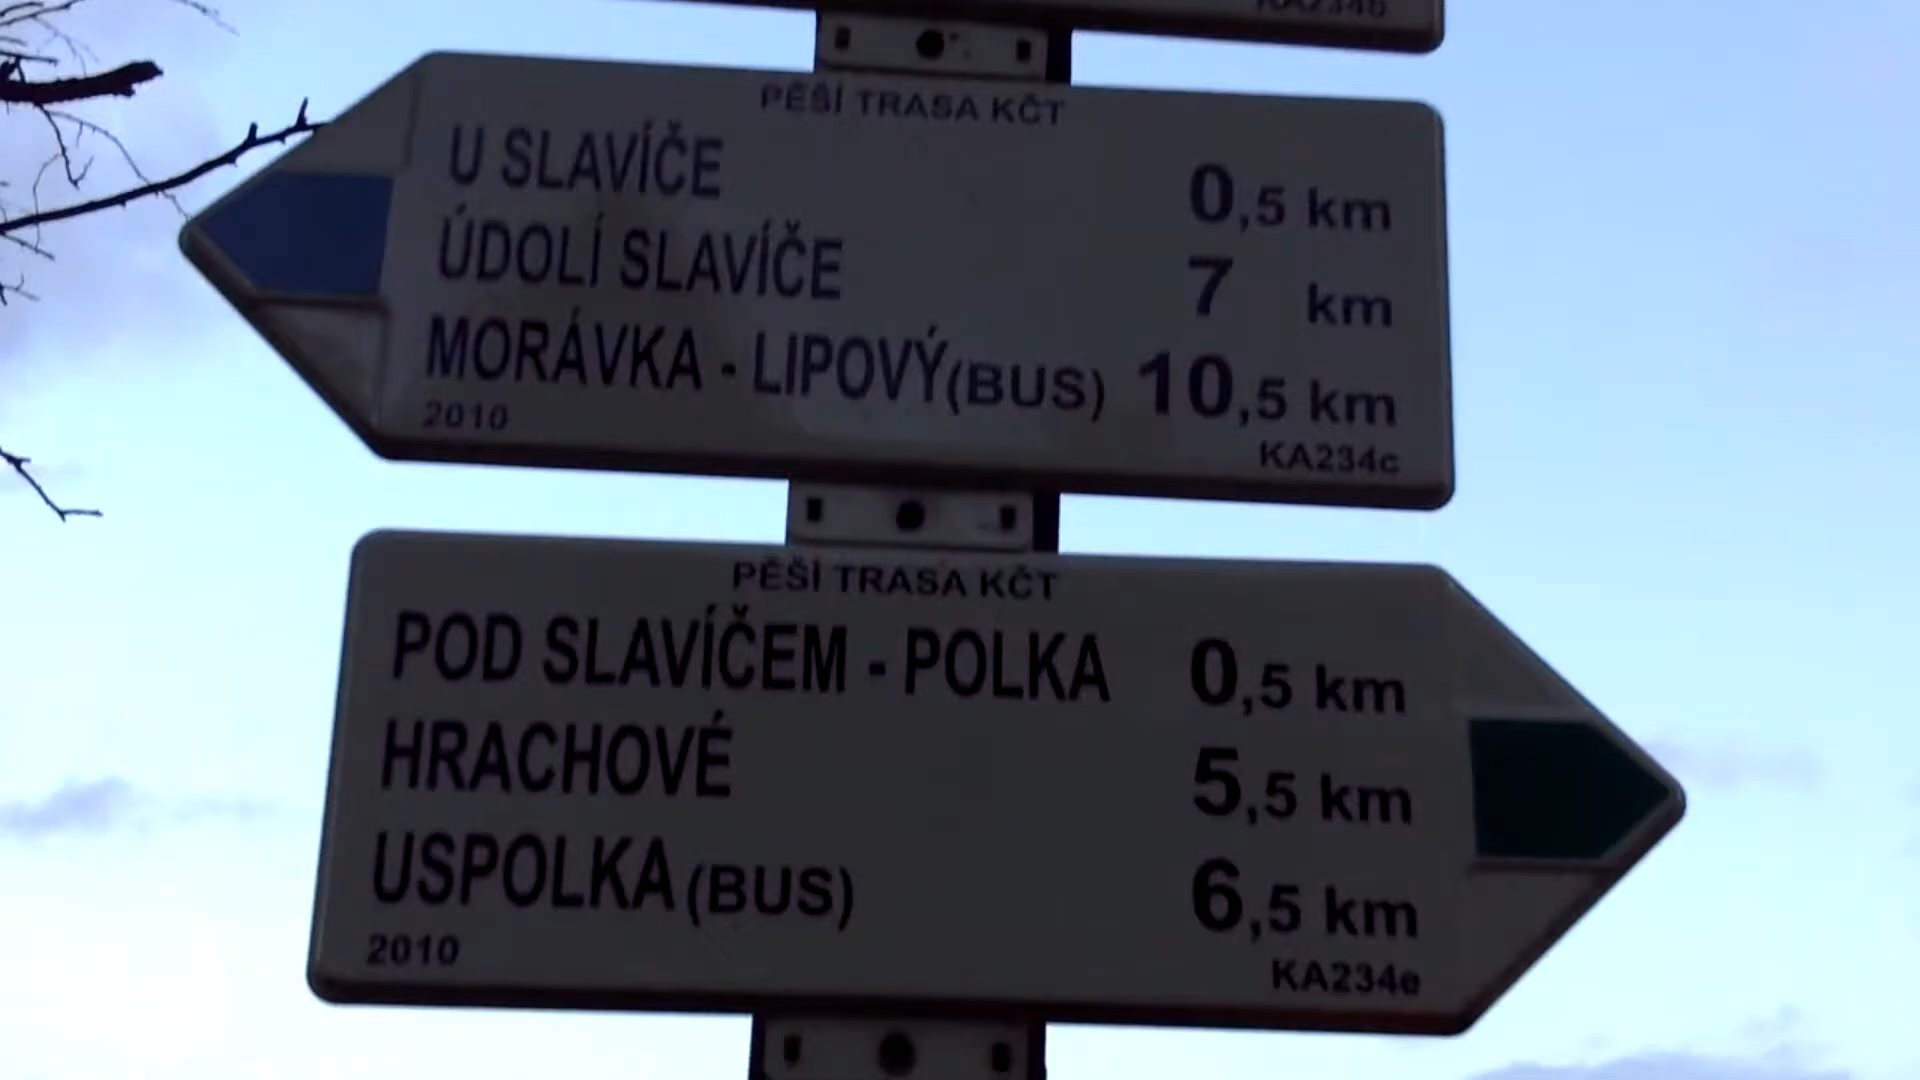 KA234b
PĚŠÍ TRASA KČT
U SLAVÍČE 0,5 km
ÚDOLÍ SLAVÍČE 7 km
MORÁVKA - LIPOVÝ(BUS) 10,5 km
2010 KA234c
PĚŠÍ TRASA KČT
POD SLAVÍČEM - POLKA 0,5 km
HRACHOVÉ 5,5 km
USPOLKA (BUS) 6,5 km
2010 KA234e